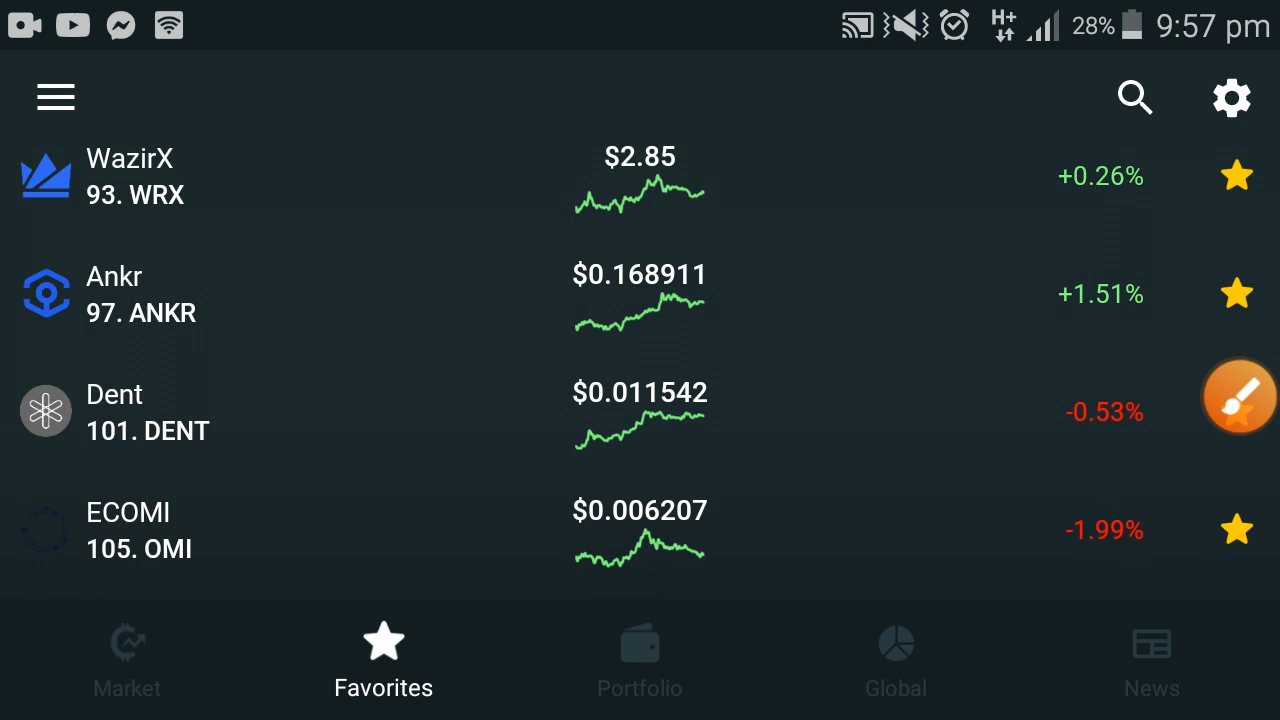 H+ 28% 9:57 pm
WazirX $2.85
93. WRX +0.26%
Ankr $0.168911
97. ANKR +1.51%
Dent $0.011542
101. DENT -0.53%
ECOMI $0.006207
105. OMI -1.99%
Market Favorites Portfolio Global News